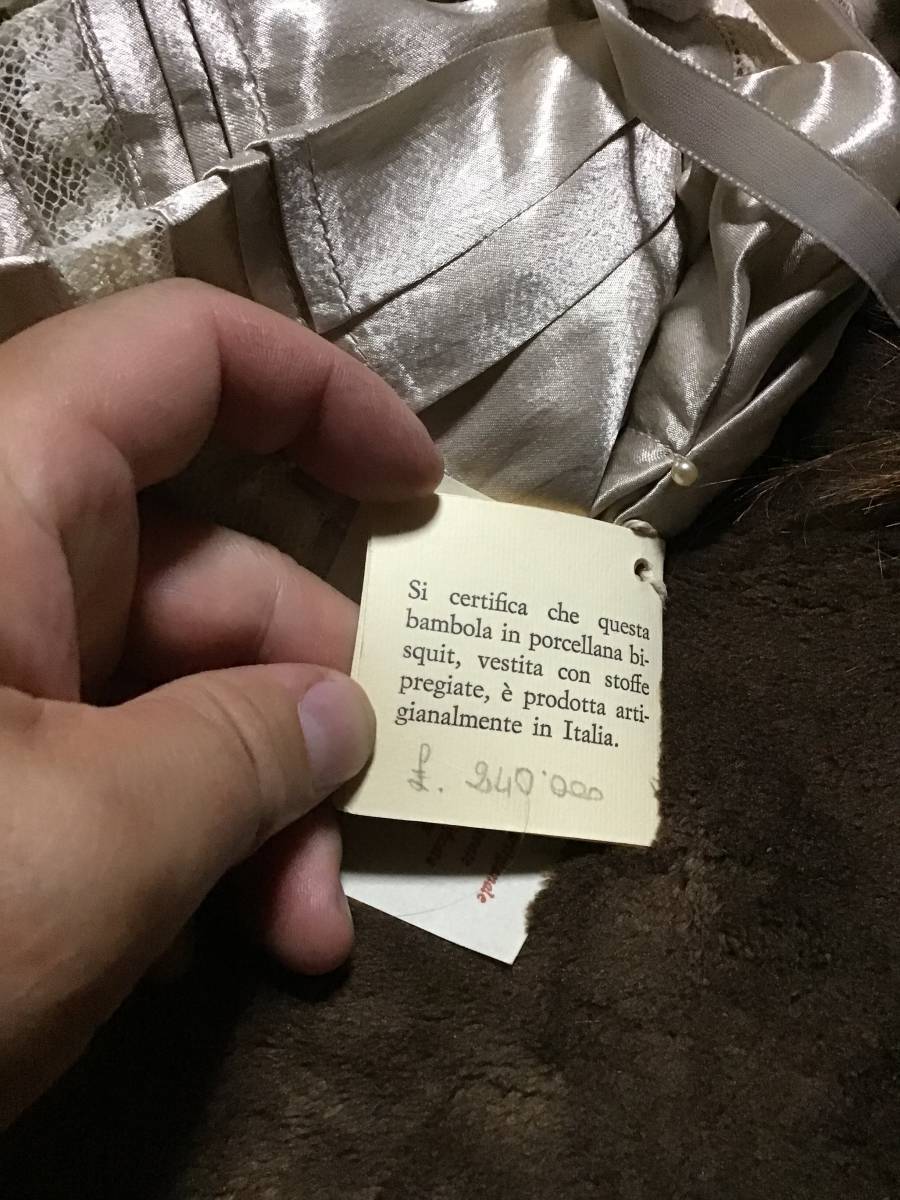 Si certifica che questa
bambola in porcellana bi-
squit, vestita con stoffe
pregiate, è prodotta arti-
gianalmente in Italia.
£. 240'000